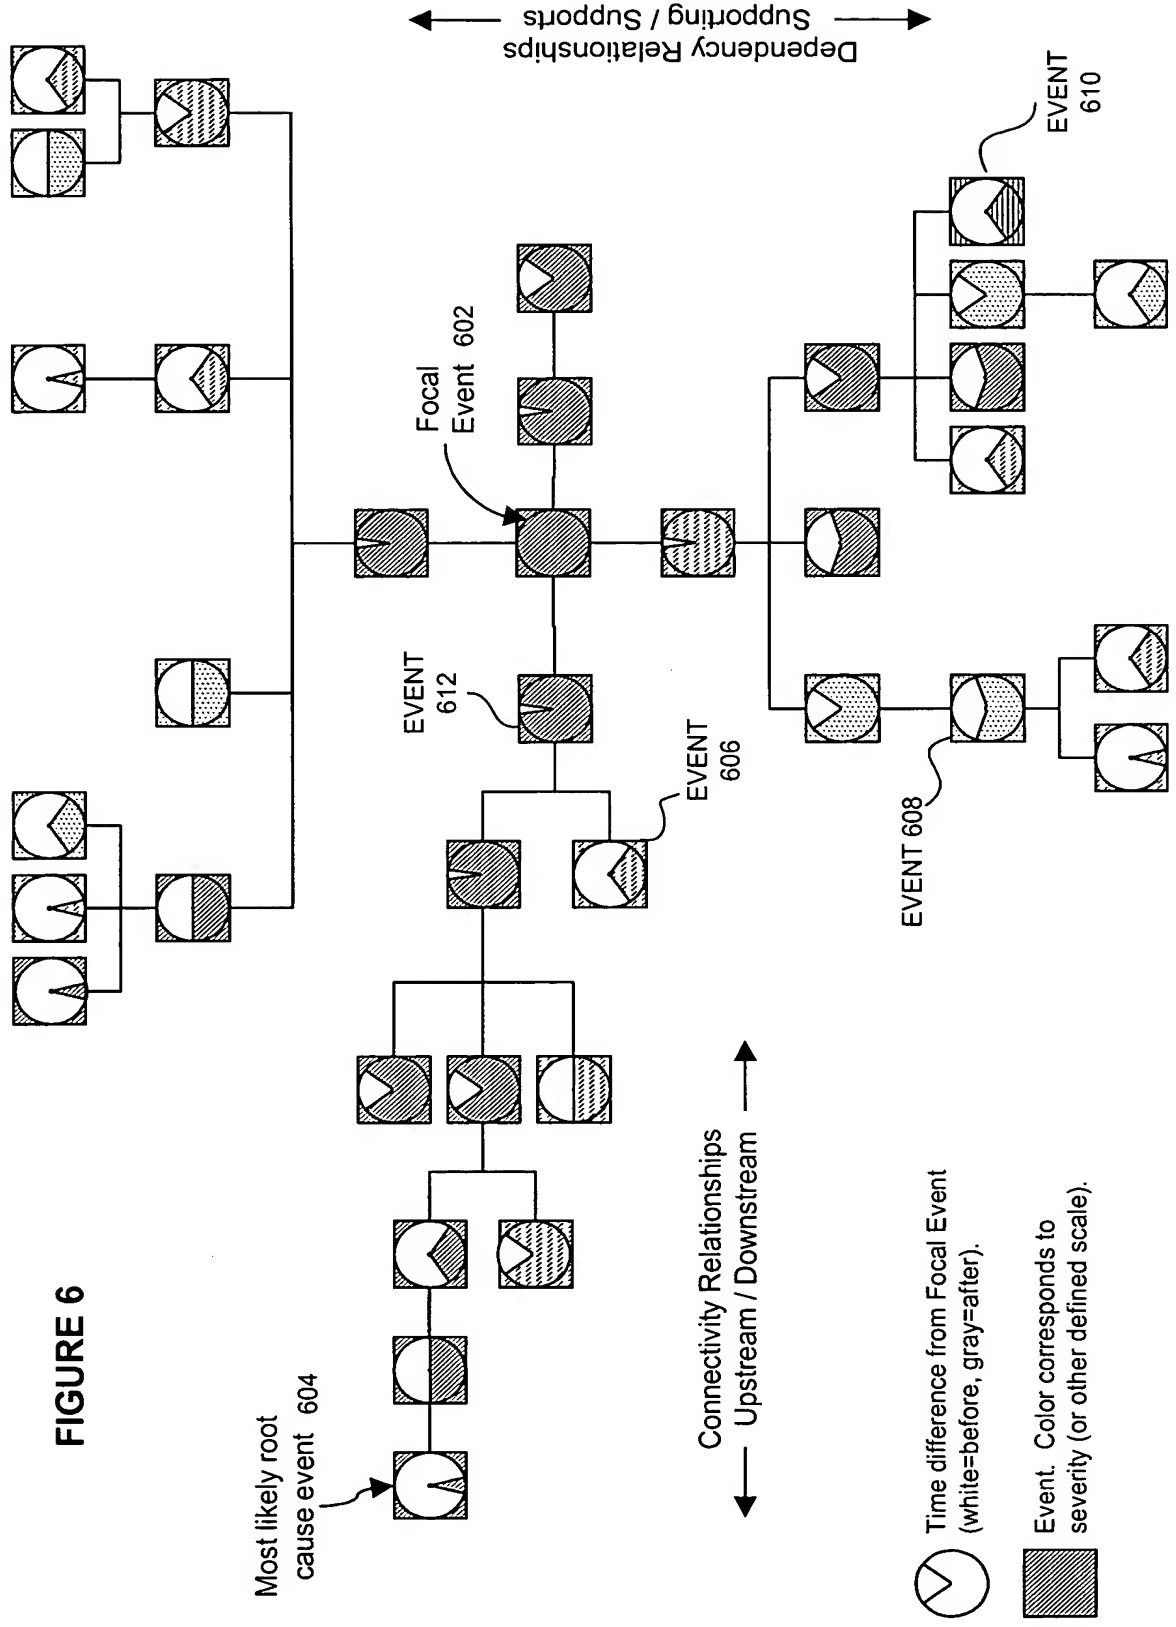 FIGURE 6
Most likely root
cause event 604
Focal
Event 602
EVENT
612
EVENT
606
EVENT 608
EVENT
610
Dependency Relationships
Supporting / Supports
Connectivity Relationships
Upstream / Downstream
Time difference from Focal Event
(white=before, gray=after).
Event. Color corresponds to
severity (or other defined scale).